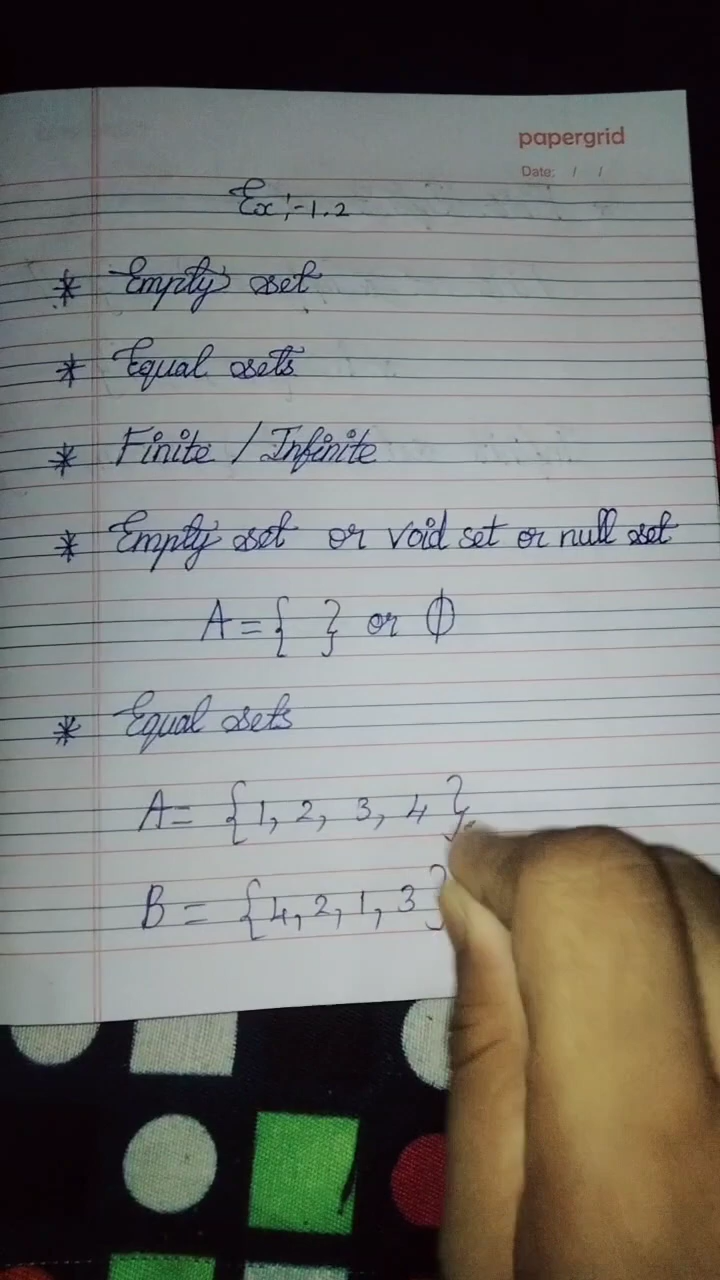 papergrid
Date: / /
Ex:-1.2
* Empty set
* Equal sets
* Finite / Infinite
* Empty set or void set or null set
A = { } or ϕ
* Equal sets
A = {1, 2, 3, 4}
B = {4, 2, 1, 3}